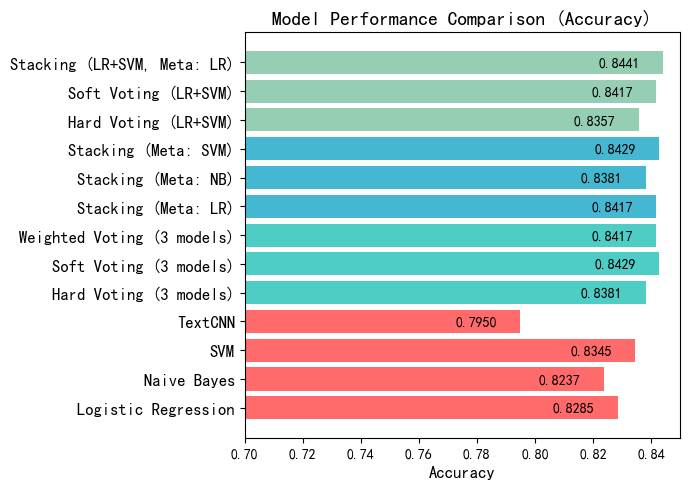 Model Performance Comparison (Accuracy)
Stacking (LR+SVM, Meta: LR) 0.8441
Soft Voting (LR+SVM) 0.8417
Hard Voting (LR+SVM) 0.8357
Stacking (Meta: SVM) 0.8429
Stacking (Meta: NB) 0.8381
Stacking (Meta: LR) 0.8417
Weighted Voting (3 models) 0.8417
Soft Voting (3 models) 0.8429
Hard Voting (3 models) 0.8381
TextCNN 0.7950
SVM 0.8345
Naive Bayes 0.8237
Logistic Regression 0.8285
0.70 0.72 0.74 0.76 0.78 0.80 0.82 0.84
Accuracy